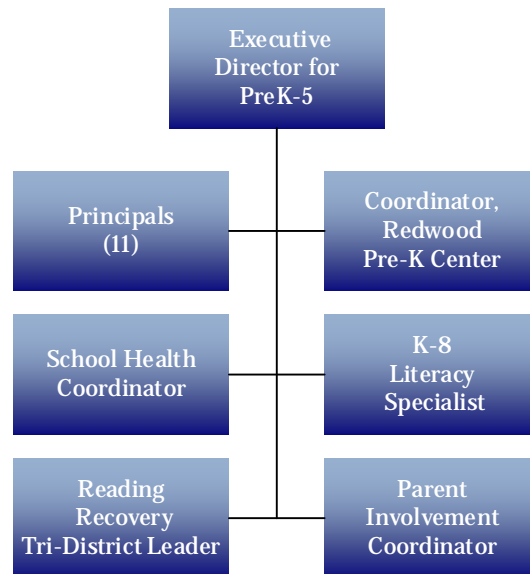 Executive
Director for
PreK-5
Principals
(11)
Coordinator,
Redwood
Pre-K Center
School Health
Coordinator
K-8
Literacy
Specialist
Reading
Recovery
Tri-District Leader
Parent
Involvement
Coordinator